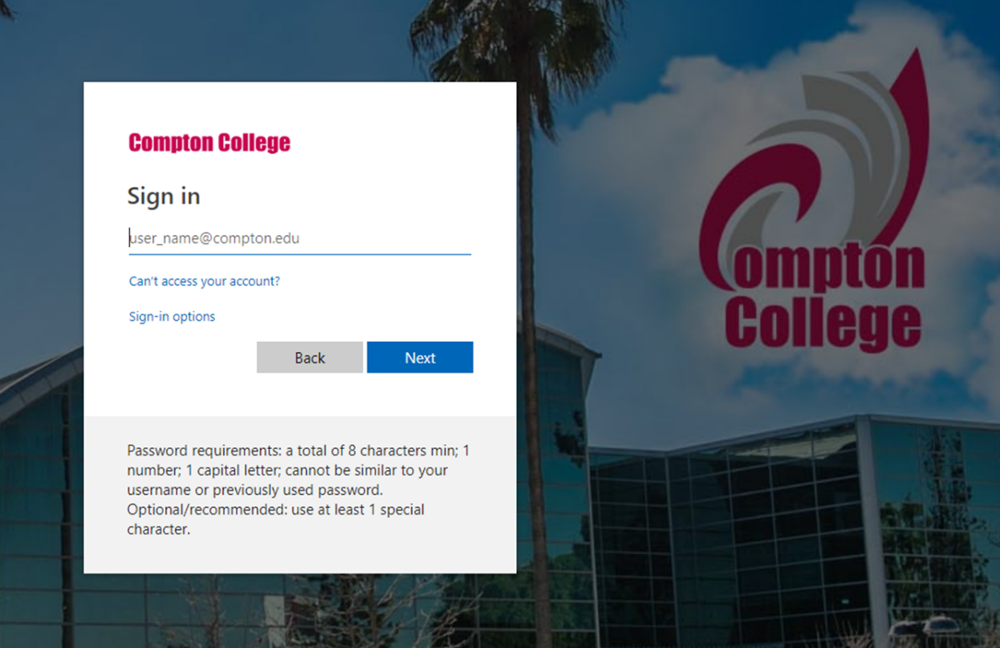 Compton College
Sign in
user_name@compton.edu
Can't access your account?
Sign-in options
Back
Next
Password requirements: a total of 8 characters min; 1
number; 1 capital letter; cannot be similar to your
username or previously used password.
Optional/recommended: use at least 1 special
character.
Compton
College